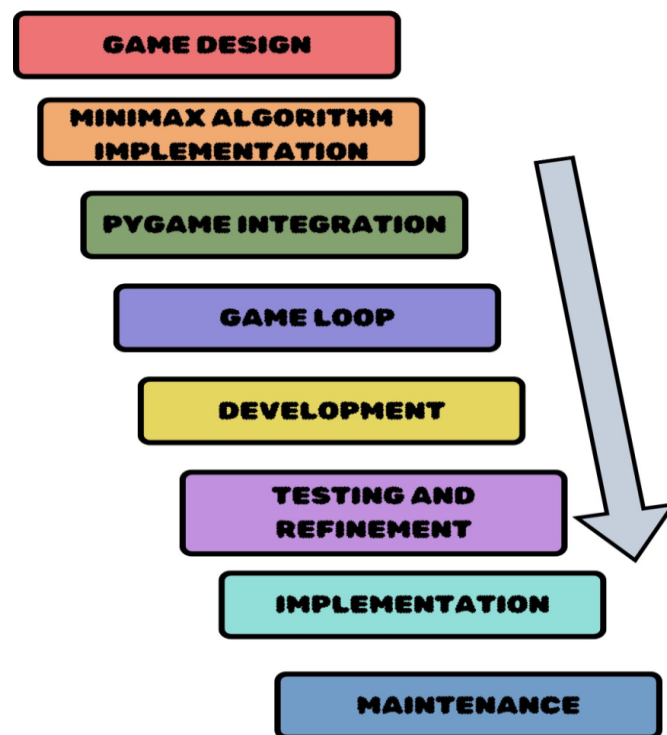 GAME DESIGN
MINIMAX ALGORITHM
IMPLEMENTATION
PYGAME INTEGRATION
GAME LOOP
DEVELOPMENT
TESTING AND
REFINEMENT
IMPLEMENTATION
MAINTENANCE